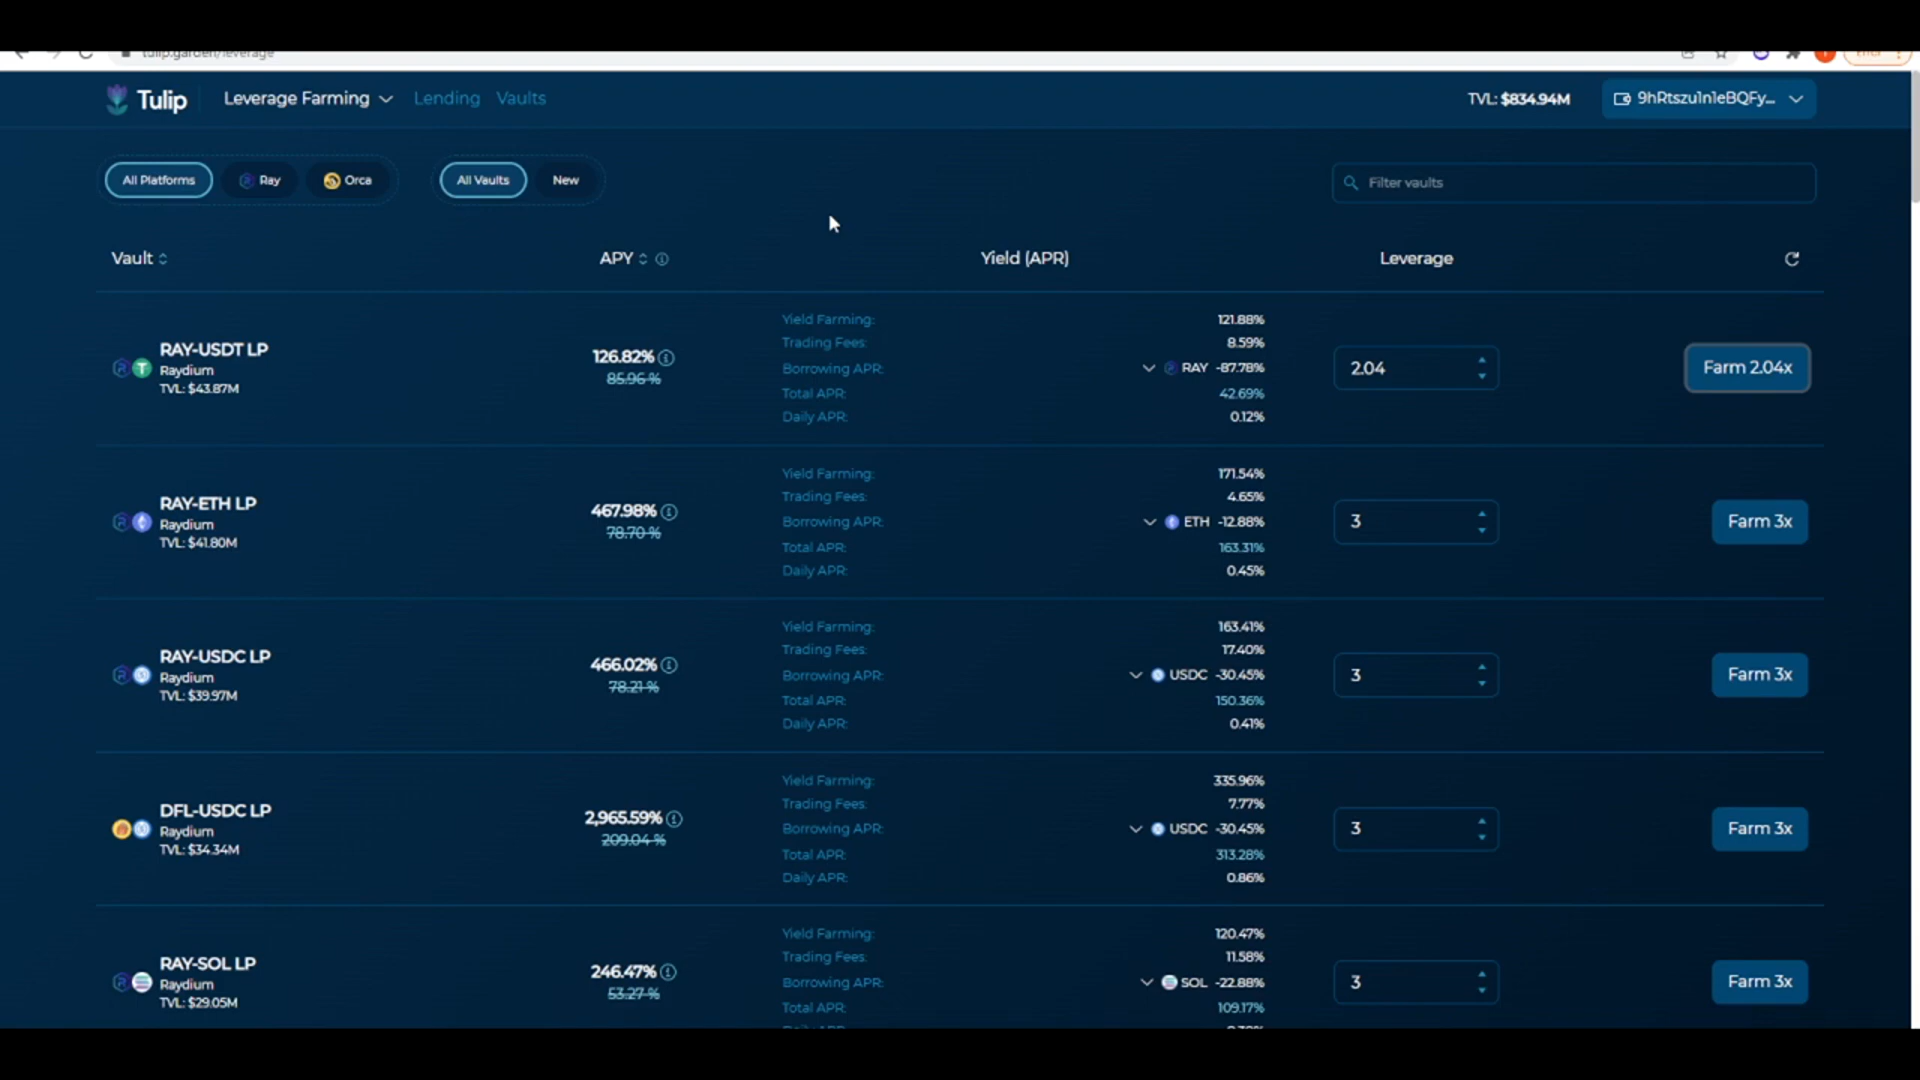 tulip.garden/leverage
Tulip
Leverage Farming
Lending
Vaults
TVL: $834.94M
9hRtszu1n1eBQFy...
All Platforms
Ray
Orca
All Vaults
New
Filter vaults
Vault
APY
Yield (APR)
Leverage
RAY-USDT LP
Raydium
TVL: $43.87M
126.82%
85.96 %
Yield Farming: 121.88%
Trading Fees: 8.59%
Borrowing APR: RAY -87.78%
Total APR: 42.69%
Daily APR: 0.12%
2.04
Farm 2.04x
RAY-ETH LP
Raydium
TVL: $41.80M
467.98%
78.70 %
Yield Farming: 171.54%
Trading Fees: 4.65%
Borrowing APR: ETH -12.88%
Total APR: 163.31%
Daily APR: 0.45%
3
Farm 3x
RAY-USDC LP
Raydium
TVL: $39.97M
466.02%
78.21 %
Yield Farming: 163.41%
Trading Fees: 17.40%
Borrowing APR: USDC -30.45%
Total APR: 150.36%
Daily APR: 0.41%
3
Farm 3x
DFL-USDC LP
Raydium
TVL: $34.34M
2,965.59%
209.04 %
Yield Farming: 335.96%
Trading Fees: 7.77%
Borrowing APR: USDC -30.45%
Total APR: 313.28%
Daily APR: 0.86%
3
Farm 3x
RAY-SOL LP
Raydium
TVL: $29.05M
246.47%
53.27 %
Yield Farming: 120.47%
Trading Fees: 11.58%
Borrowing APR: SOL -22.88%
Total APR: 109.17%
3
Farm 3x